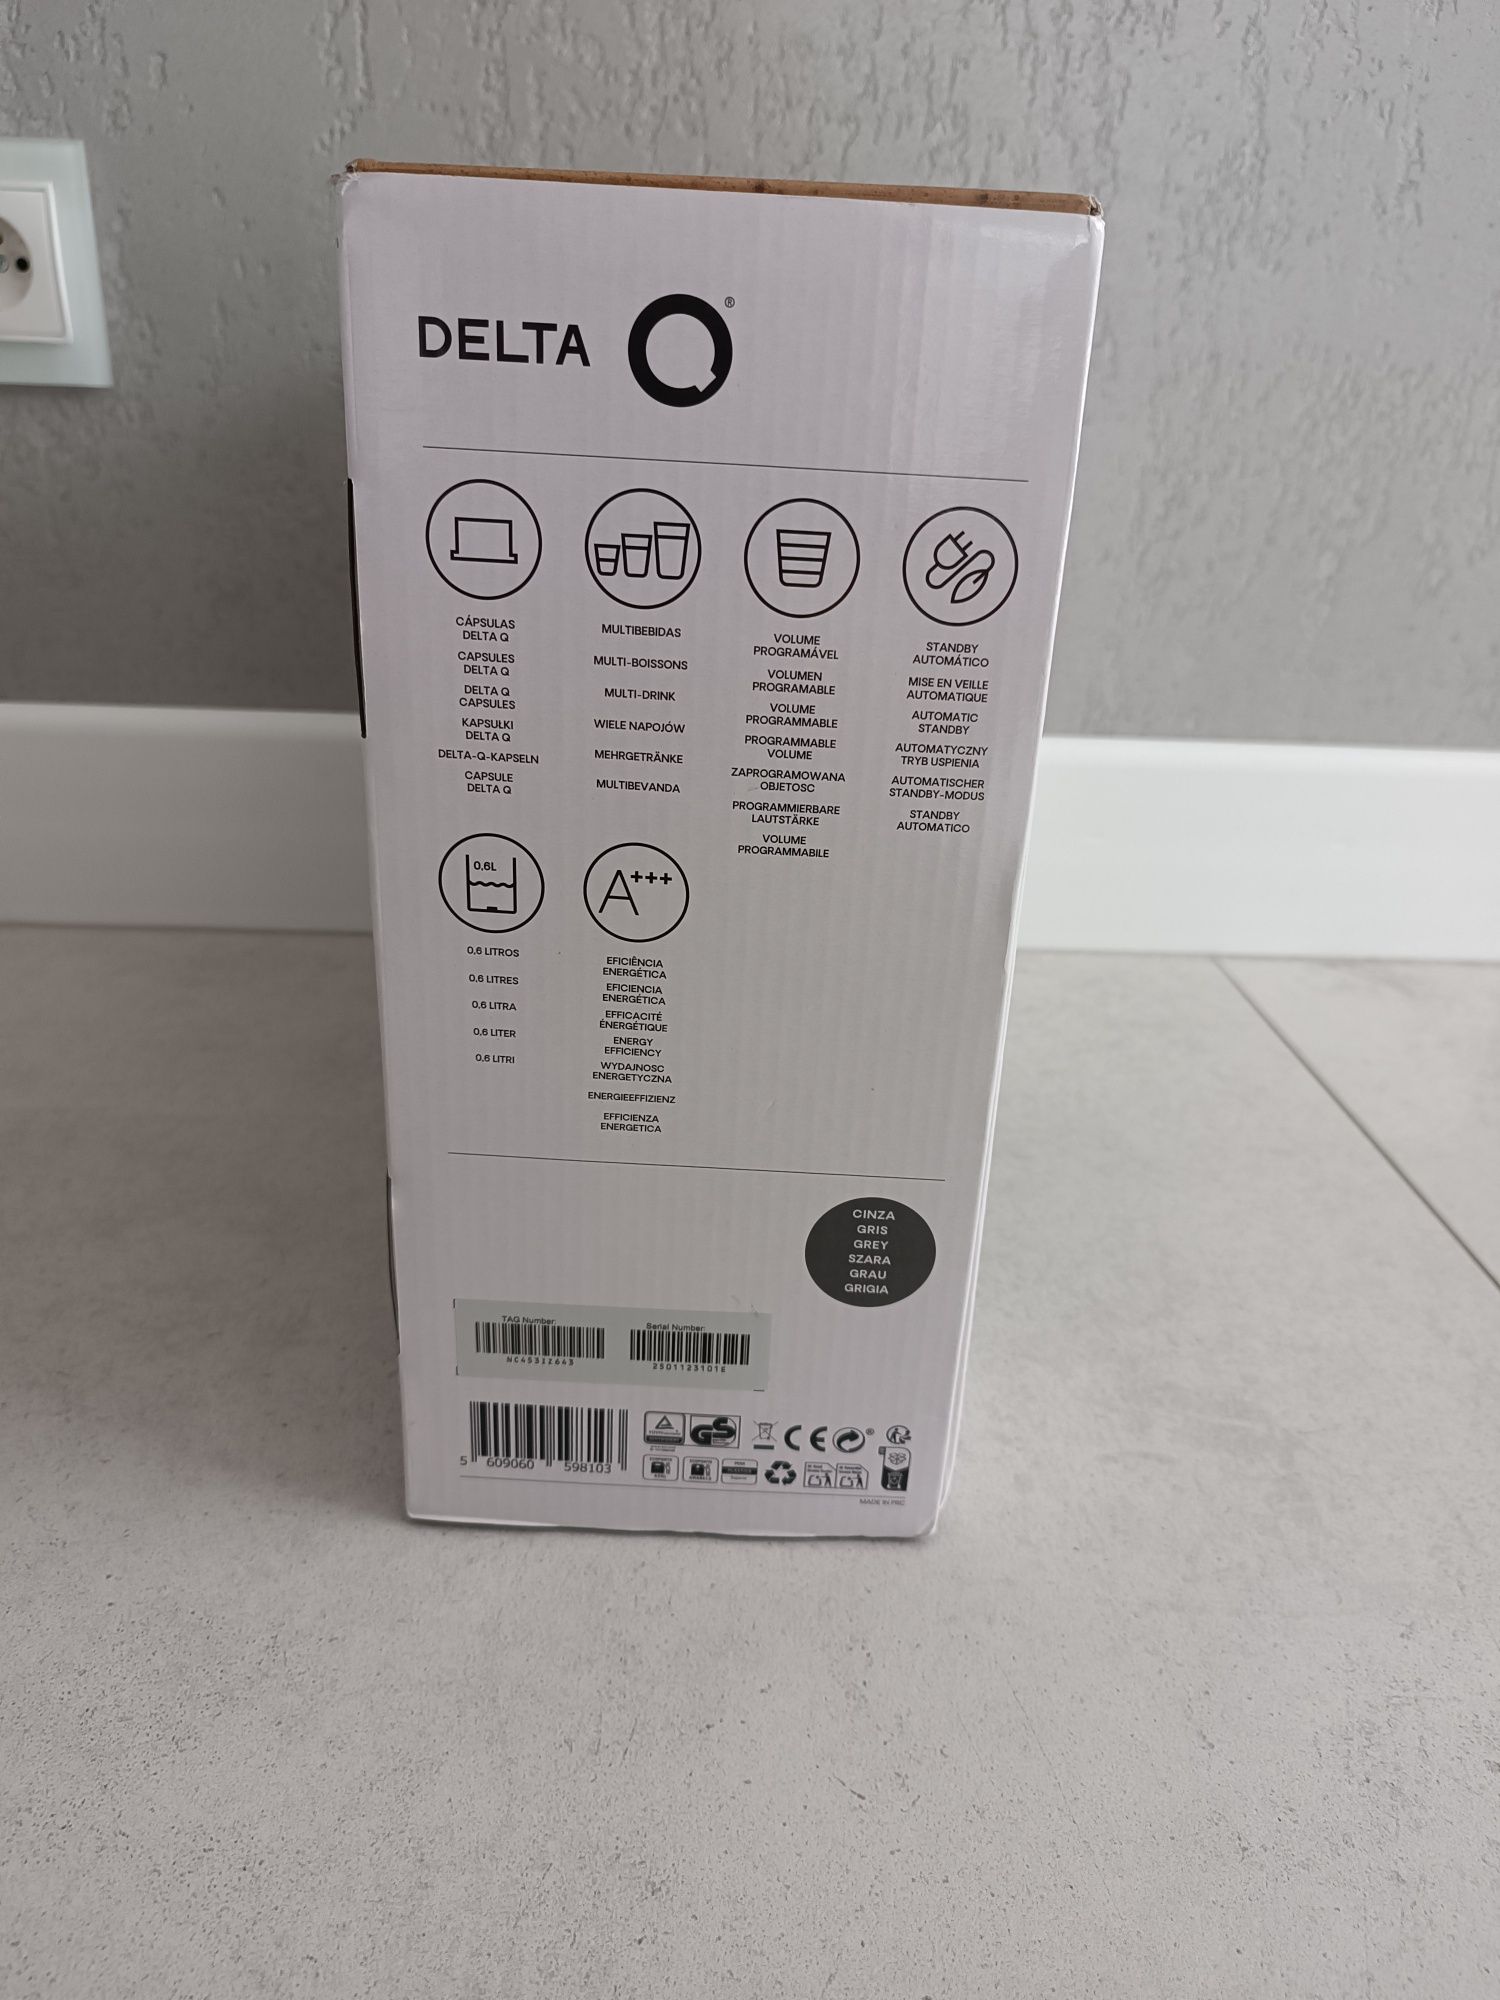 DELTA Q®
CÁPSULAS
DELTA Q
CAPSULES
DELTA Q
DELTA Q
CAPSULES
KAPSUŁKI
DELTA Q
DELTA-Q-KAPSELN
CAPSULE
DELTA Q
MULTIBEBIDAS
MULTI-BOISSONS
MULTI-DRINK
WIELE NAPOJÓW
MEHRGETRÄNKE
MULTIBEVANDA
VOLUME
PROGRAMÁVEL
VOLUMEN
PROGRAMABLE
VOLUME
PROGRAMMABLE
PROGRAMMABLE
VOLUME
ZAPROGRAMOWANA
OBJETOSC
PROGRAMMIERBARE
LAUTSTÄRKE
VOLUME
PROGRAMMABILE
STANDBY
AUTOMÁTICO
MISE EN VEILLE
AUTOMATIQUE
AUTOMATIC
STANDBY
AUTOMATYCZNY
TRYB USPIENIA
AUTOMATISCHER
STANDBY-MODUS
STANDBY
AUTOMATICO
0,6L
0,6 LITROS
0,6 LITRES
0,6 LITRA
0,6 LITER
0,6 LITRI
A+++
EFICIÊNCIA
ENERGÉTICA
EFICIENCIA
ENERGÉTICA
EFFICACITÉ
ÉNERGÉTIQUE
ENERGY
EFFICIENCY
WYDAJNOSC
ENERGETYCZNA
ENERGIEEFFIZIENZ
EFFICIENZA
ENERGETICA
CINZA
GRIS
GREY
SZARA
GRAU
GRIGIA
TAG Number:
Serial Number:
2501123101E
5 609060 598103
GS
CE
MADE IN PRC